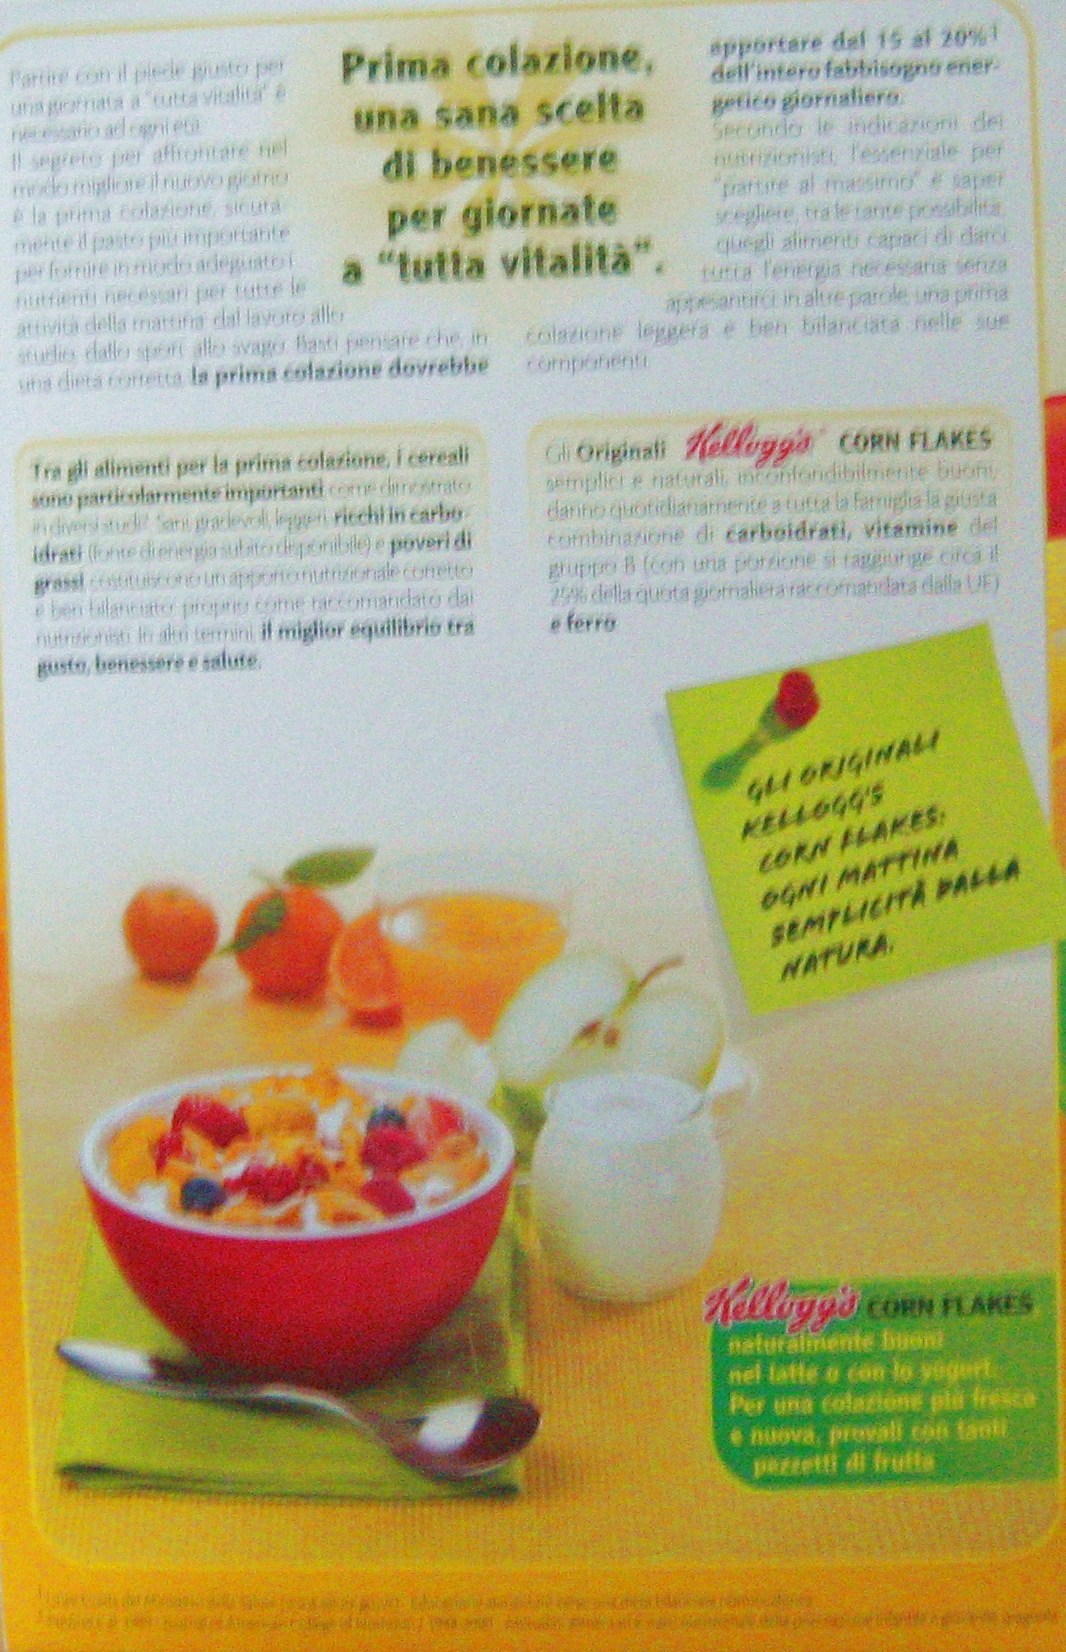 Prima colazione,
una sana scelta
di benessere
per giornate
a “tutta vitalità”.
Partire con il piede giusto per
una giornata a “tutta vitalità” è
necessario ad ogni età.
Il segreto per affrontare nel
modo migliore il nuovo giorno
è la prima colazione, sicura-
mente il pasto più importante
per fornire in modo adeguato i
nutrienti necessari per tutte le
attività della mattina: dal lavoro allo
studio, dallo sport allo svago. Basti pensare che, in
una dieta corretta, la prima colazione dovrebbe
apportare dal 15 al 20%¹
dell'intero fabbisogno ener-
getico giornaliero.
Secondo le indicazioni dei
nutrizionisti, l'essenziale per
“partire al massimo” è saper
scegliere, tra le tante possibilità,
quegli alimenti capaci di darci
tutta l'energia necessaria senza
appesantirci, in altre parole una prima
colazione leggera e ben bilanciata nelle sue
componenti.
Tra gli alimenti per la prima colazione, i cereali
sono particolarmente importanti come dimostrato
in diversi studi². Sani, gradevoli, leggeri, ricchi in carbo-
idrati (fonte di energia subito disponibile) e poveri di
grassi costituiscono un apporto nutrizionale corretto
e ben bilanciato, proprio come raccomandato dai
nutrizionisti. In altri termini, il miglior equilibrio tra
gusto, benessere e salute.
Gli Originali Kellogg's® CORN FLAKES
semplici e naturali, inconfondibilmente buoni,
danno quotidianamente a tutta la famiglia la giusta
combinazione di carboidrati, vitamine del
gruppo B (con una porzione si raggiunge circa il
25% della quota giornaliera raccomandata dalla UE)
e ferro
GLI ORIGINALI
KELLOGG'S
CORN FLAKES:
OGNI MATTINA
SEMPLICITÀ DALLA
NATURA.
Kellogg's CORN FLAKES
naturalmente buoni
nel latte o con lo yogurt.
Per una colazione più fresca
e nuova, provali con tanti
pezzetti di frutta